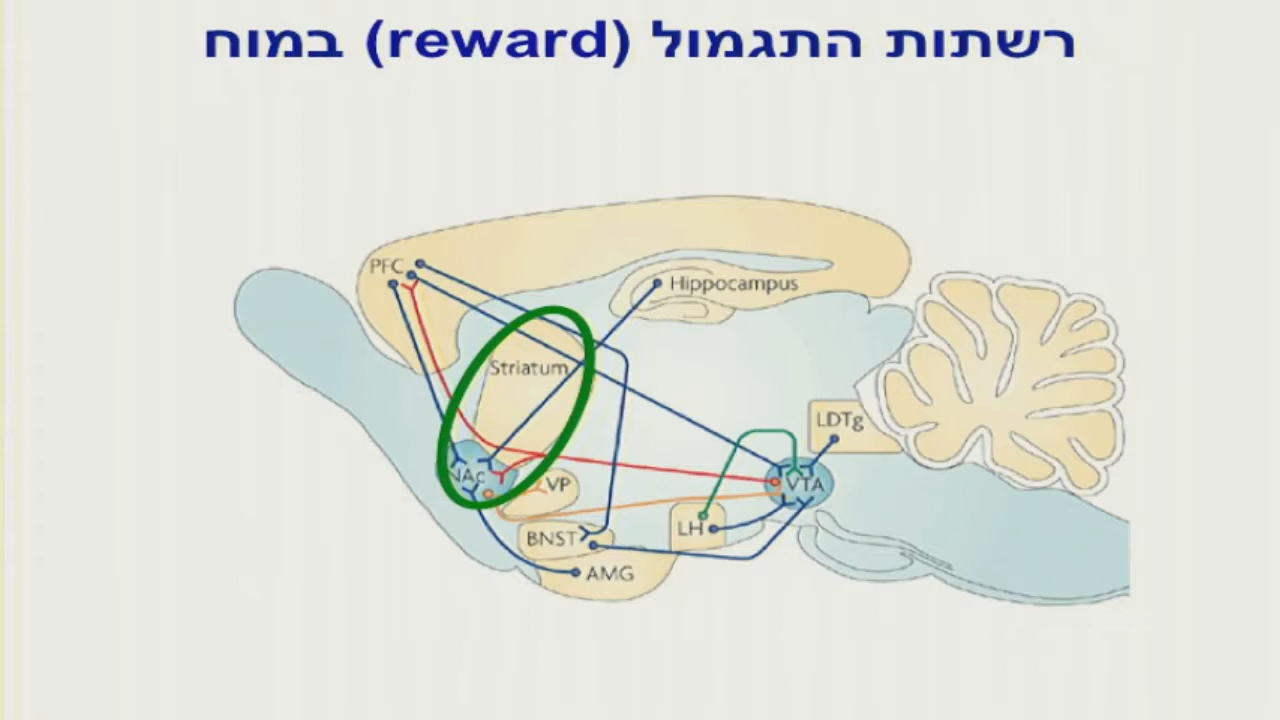 רשתות התגמול (reward) במוח
PFC
Hippocampus
Striatum
LDTg
NAc
VP
VTA
BNST
LH
AMG